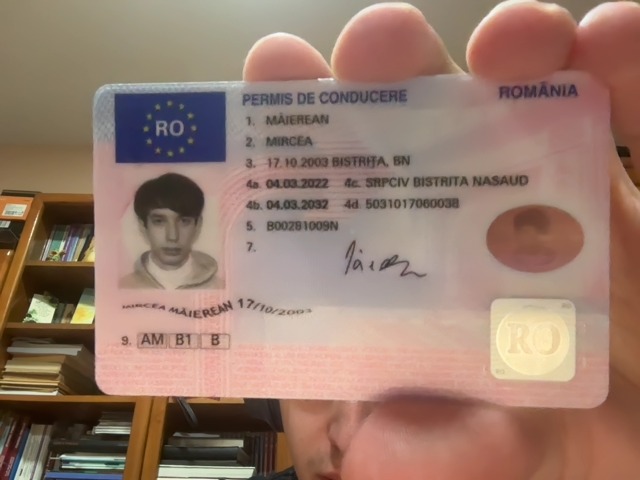 RO
PERMIS DE CONDUCERE ROMÂNIA
1. MĂIEREAN
2. MIRCEA
3. 17.10.2003 BISTRIŢA, BN
4a. 04.03.2022 4c. SRPCIV BISTRITA NASAUD
4b. 04.03.2032 4d 5031017060038
5. B00281009N
7.
MIRCEA MĂIEREAN 17/10/2003
9. AM B1 B
RO